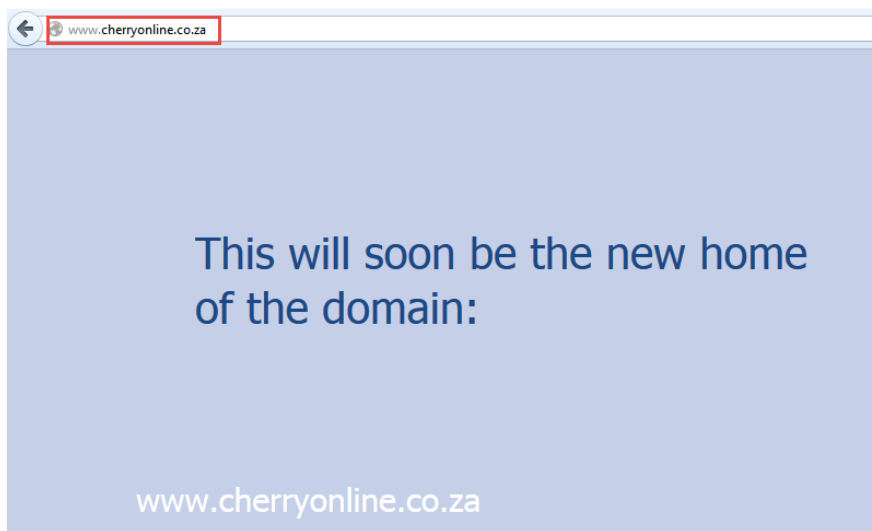 www.cherryonline.co.za
This will soon be the new home
of the domain:
www.cherryonline.co.za